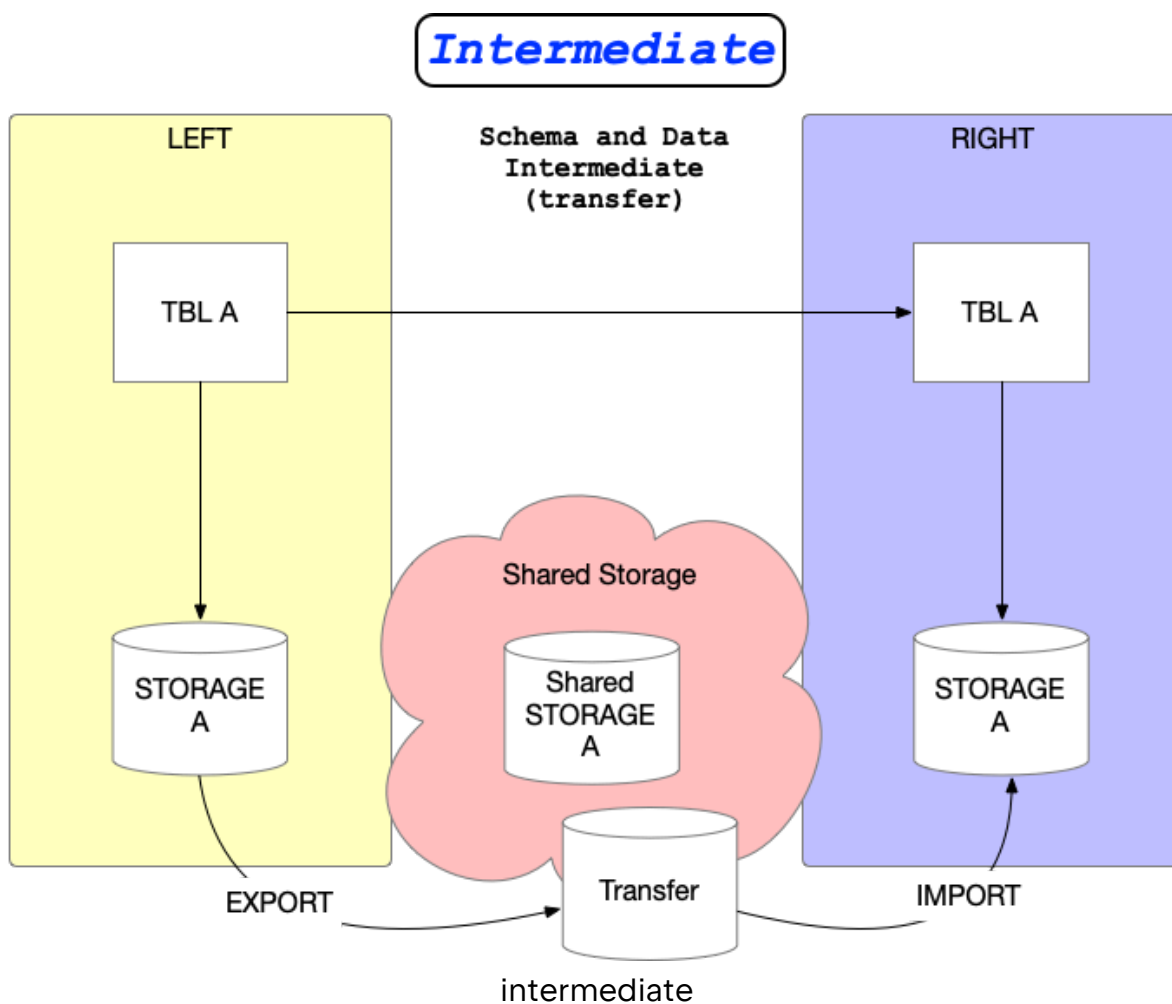 Intermediate
LEFT
Schema and Data
Intermediate
(transfer)
RIGHT
TBL A
TBL A
Shared Storage
STORAGE
A
Shared
STORAGE
A
STORAGE
A
Transfer
EXPORT
IMPORT
intermediate